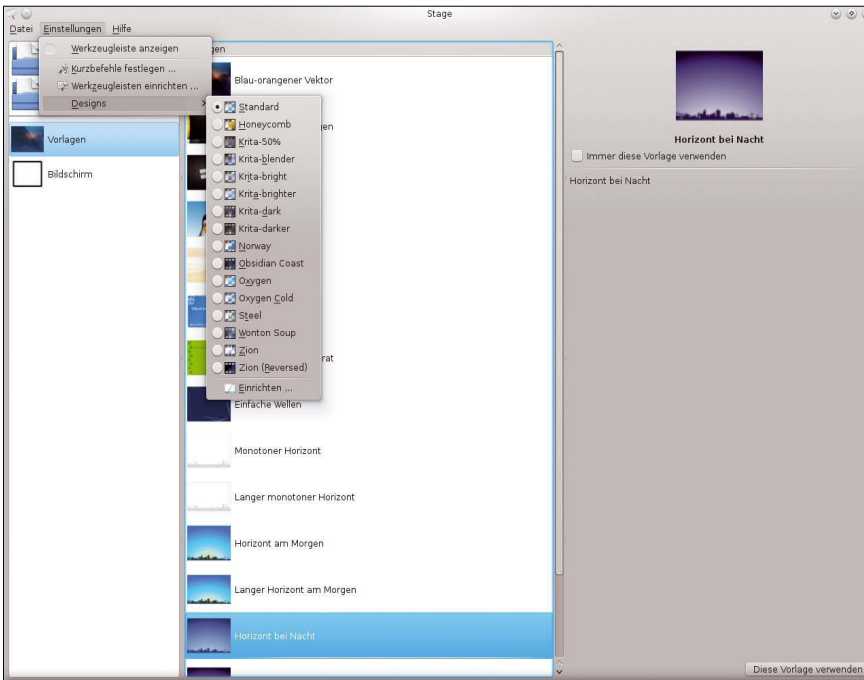 Stage
Datei Einstellungen Hilfe
Werkzeugleiste anzeigen
Kurzbefehle festlegen ...
Werkzeugleisten einrichten ...
Designs
Standard
Honeycomb
Krita-50%
Krita-blender
Krita-bright
Krita-brighter
Krita-dark
Krita-darker
Norway
Obsidian Coast
Oxygen
Oxygen Cold
Steel
Wonton Soup
Zion
Zion (Reversed)
Einrichten ...
Vorlagen
Bildschirm
gen
Blau-orangener Vektor
en
rat
Einfache Wellen
Monotoner Horizont
Langer monotoner Horizont
Horizont am Morgen
Langer Horizont am Morgen
Horizont bei Nacht
Horizont bei Nacht
Immer diese Vorlage verwenden
Horizont bei Nacht
Diese Vorlage verwenden